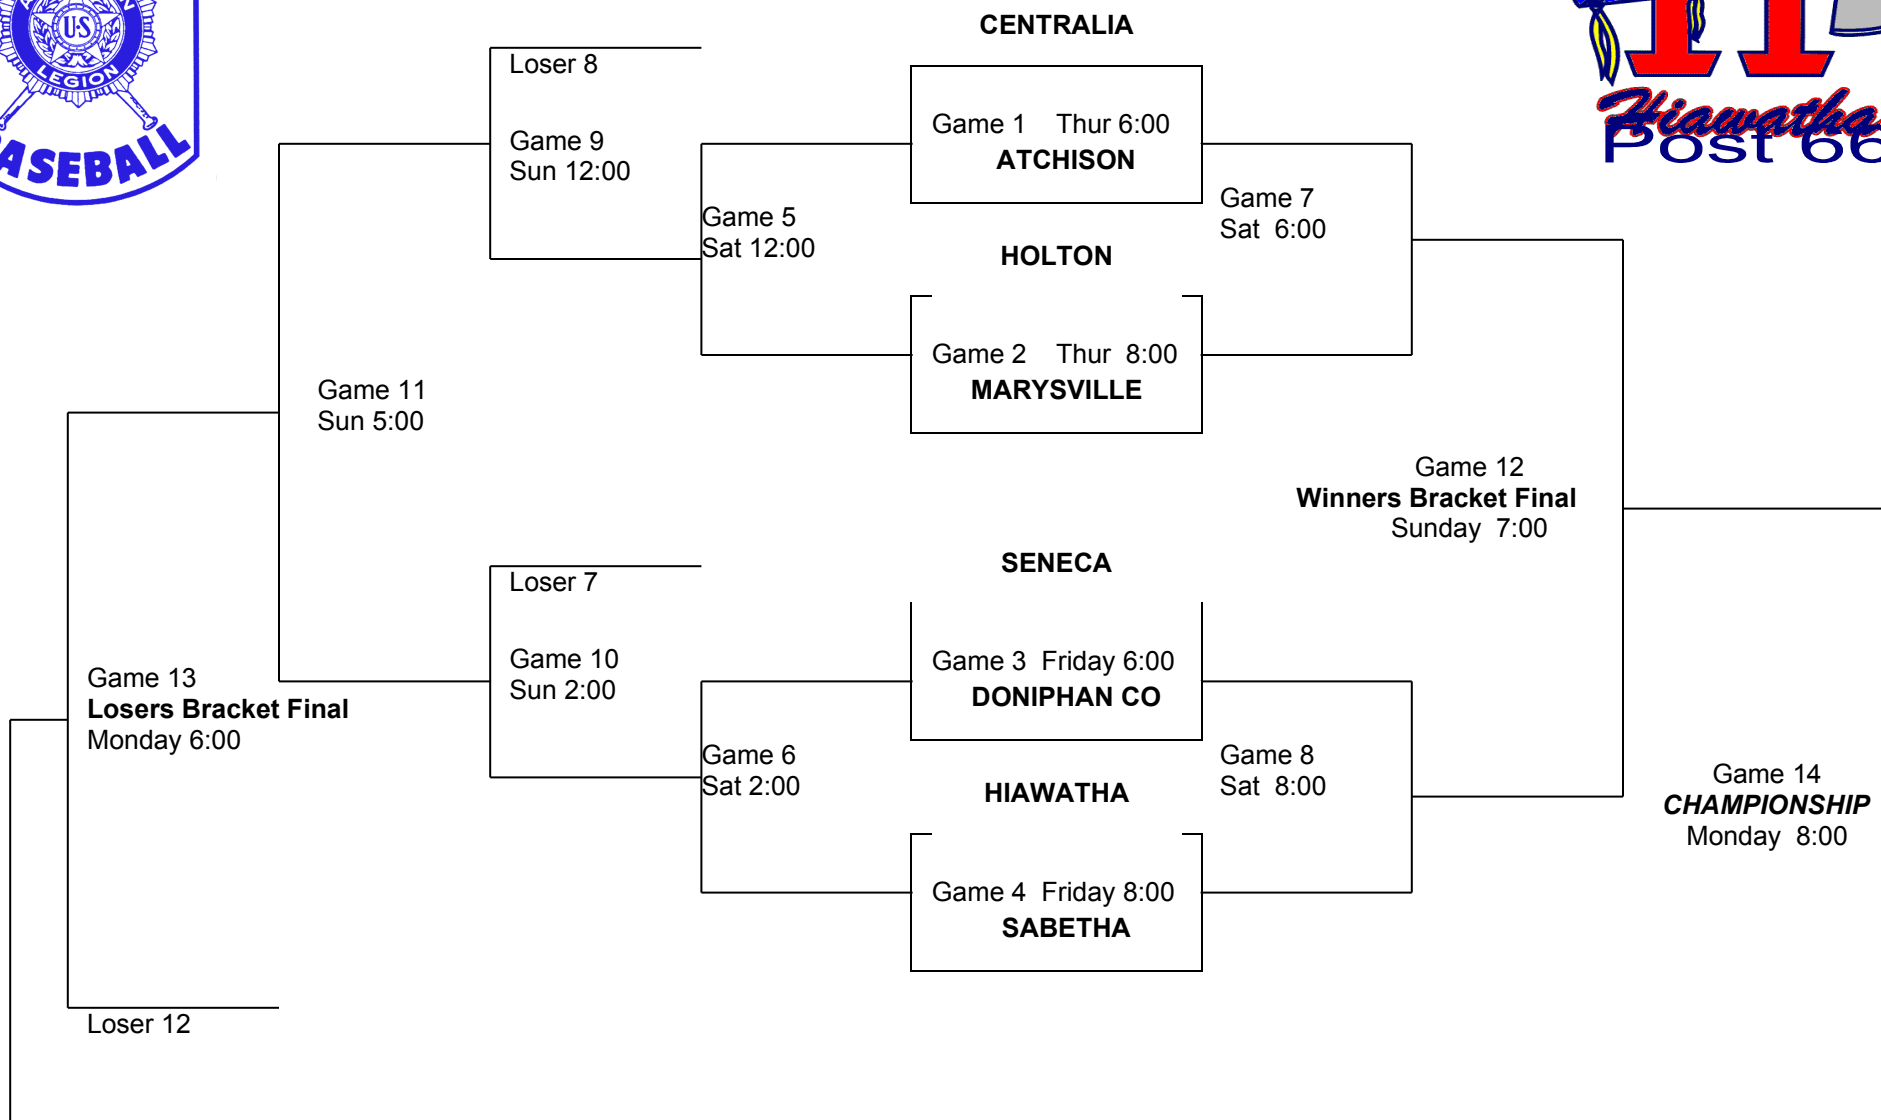 U.S
LEGION
CENTRALIA
Loser 8
Game 1 Thur 6:00
ATCHISON
Hiawatha
Post 66
Game 9
Sun 12:00
Game 5
Sat 12:00
Game 7
Sat 6:00
HOLTON
Game 2 Thur 8:00
MARYSVILLE
Game 11
Sun 5:00
Game 12
Winners Bracket Final
Sunday 7:00
SENECA
Loser 7
Game 10
Sun 2:00
Game 3 Friday 6:00
DONIPHAN CO
Game 13
Losers Bracket Final
Monday 6:00
Game 6
Sat 2:00
Game 8
Sat 8:00
HIAWATHA
Game 14
CHAMPIONSHIP
Monday 8:00
Game 4 Friday 8:00
SABETHA
Loser 12